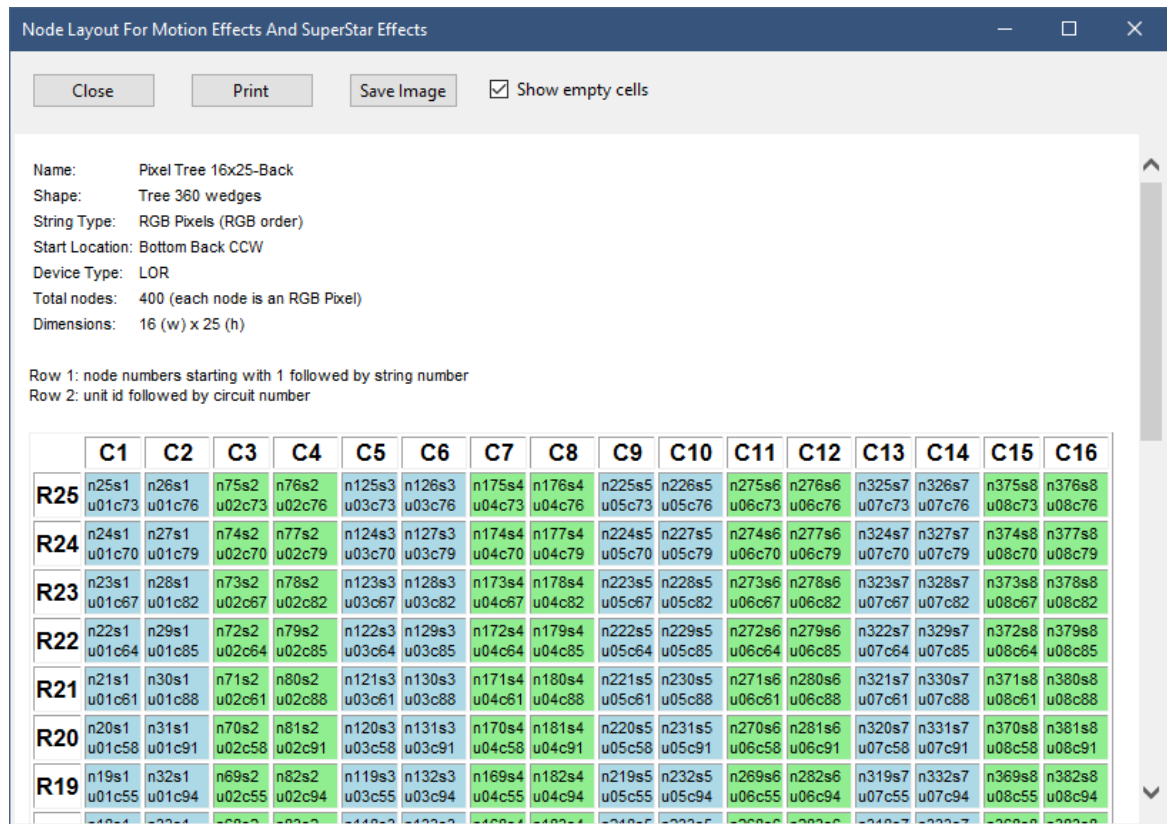 Node Layout For Motion Effects And SuperStar Effects
Close Print Save Image Show empty cells
Name: Pixel Tree 16x25-Back
Shape: Tree 360 wedges
String Type: RGB Pixels (RGB order)
Start Location: Bottom Back CCW
Device Type: LOR
Total nodes: 400 (each node is an RGB Pixel)
Dimensions: 16 (w) x 25 (h)
Row 1: node numbers starting with 1 followed by string number
Row 2: unit id followed by circuit number
C1 C2 C3 C4 C5 C6 C7 C8 C9 C10 C11 C12 C13 C14 C15 C16
R25 n25s1 n26s1 n75s2 n76s2 n125s3 n126s3 n175s4 n176s4 n225s5 n226s5 n275s6 n276s6 n325s7 n326s7 n375s8 n376s8
u01c73 u01c76 u02c73 u02c76 u03c73 u03c76 u04c73 u04c76 u05c73 u05c76 u06c73 u06c76 u07c73 u07c76 u08c73 u08c76
R24 n24s1 n27s1 n74s2 n77s2 n124s3 n127s3 n174s4 n177s4 n224s5 n227s5 n274s6 n277s6 n324s7 n327s7 n374s8 n377s8
u01c70 u01c79 u02c70 u02c79 u03c70 u03c79 u04c70 u04c79 u05c70 u05c79 u06c70 u06c79 u07c70 u07c79 u08c70 u08c79
R23 n23s1 n28s1 n73s2 n78s2 n123s3 n128s3 n173s4 n178s4 n223s5 n228s5 n273s6 n278s6 n323s7 n328s7 n373s8 n378s8
u01c67 u01c82 u02c67 u02c82 u03c67 u03c82 u04c67 u04c82 u05c67 u05c82 u06c67 u06c82 u07c67 u07c82 u08c67 u08c82
R22 n22s1 n29s1 n72s2 n79s2 n122s3 n129s3 n172s4 n179s4 n222s5 n229s5 n272s6 n279s6 n322s7 n329s7 n372s8 n379s8
u01c64 u01c85 u02c64 u02c85 u03c64 u03c85 u04c64 u04c85 u05c64 u05c85 u06c64 u06c85 u07c64 u07c85 u08c64 u08c85
R21 n21s1 n30s1 n71s2 n80s2 n121s3 n130s3 n171s4 n180s4 n221s5 n230s5 n271s6 n280s6 n321s7 n330s7 n371s8 n380s8
u01c61 u01c88 u02c61 u02c88 u03c61 u03c88 u04c61 u04c88 u05c61 u05c88 u06c61 u06c88 u07c61 u07c88 u08c61 u08c88
R20 n20s1 n31s1 n70s2 n81s2 n120s3 n131s3 n170s4 n181s4 n220s5 n231s5 n270s6 n281s6 n320s7 n331s7 n370s8 n381s8
u01c58 u01c91 u02c58 u02c91 u03c58 u03c91 u04c58 u04c91 u05c58 u05c91 u06c58 u06c91 u07c58 u07c91 u08c58 u08c91
R19 n19s1 n32s1 n69s2 n82s2 n119s3 n132s3 n169s4 n182s4 n219s5 n232s5 n269s6 n282s6 n319s7 n332s7 n369s8 n382s8
u01c55 u01c94 u02c55 u02c94 u03c55 u03c94 u04c55 u04c94 u05c55 u05c94 u06c55 u06c94 u07c55 u07c94 u08c55 u08c94